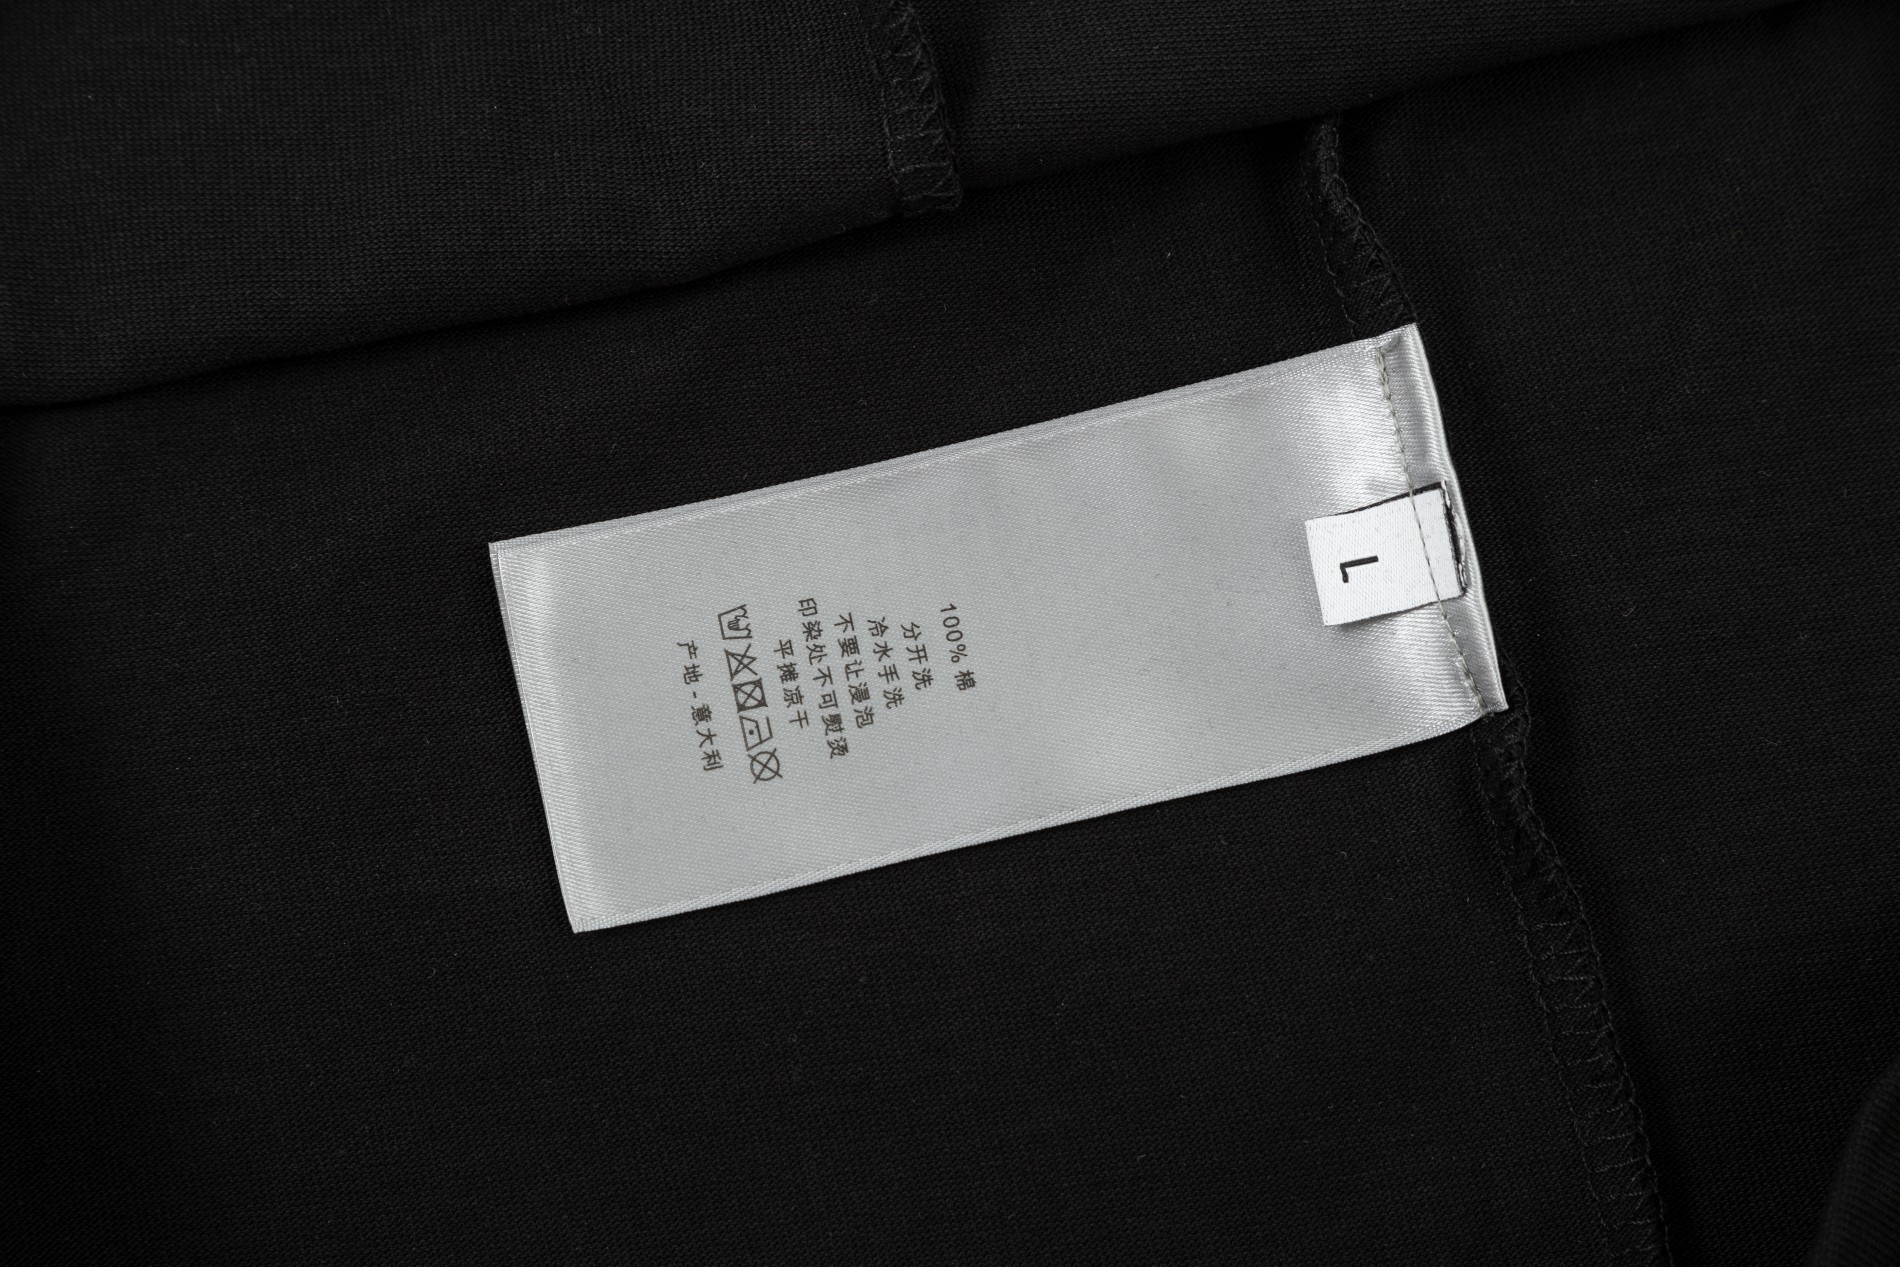 L
100% 棉
分开洗
冷水手洗
不要让漫泡
印染处不可熨烫
平摊凉干
产地-意大利